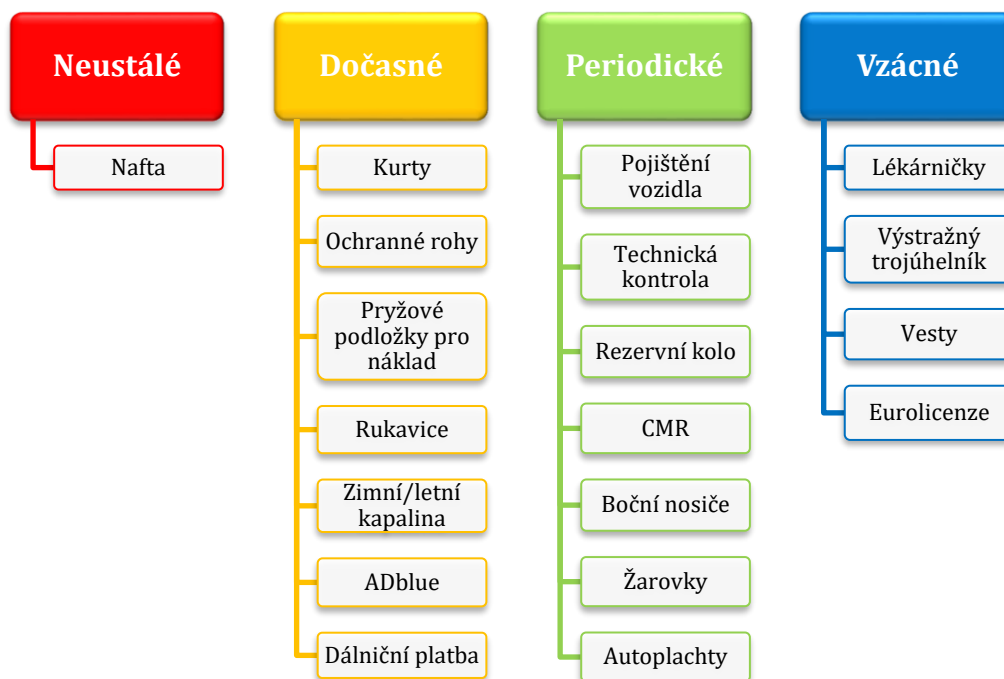 Neustálé
Nafta
Dočasné
Kurty
Ochranné rohy
Pryžové
podložky pro
náklad
Rukavice
Zimní/letní
kapalina
ADblue
Dálniční platba
Periodické
Pojištění
vozidla
Technická
kontrola
Rezervní kolo
CMR
Boční nosiče
Žarovky
Autoplachty
Vzácné
Lékárničky
Výstražný
trojúhelník
Vesty
Eurolicenze